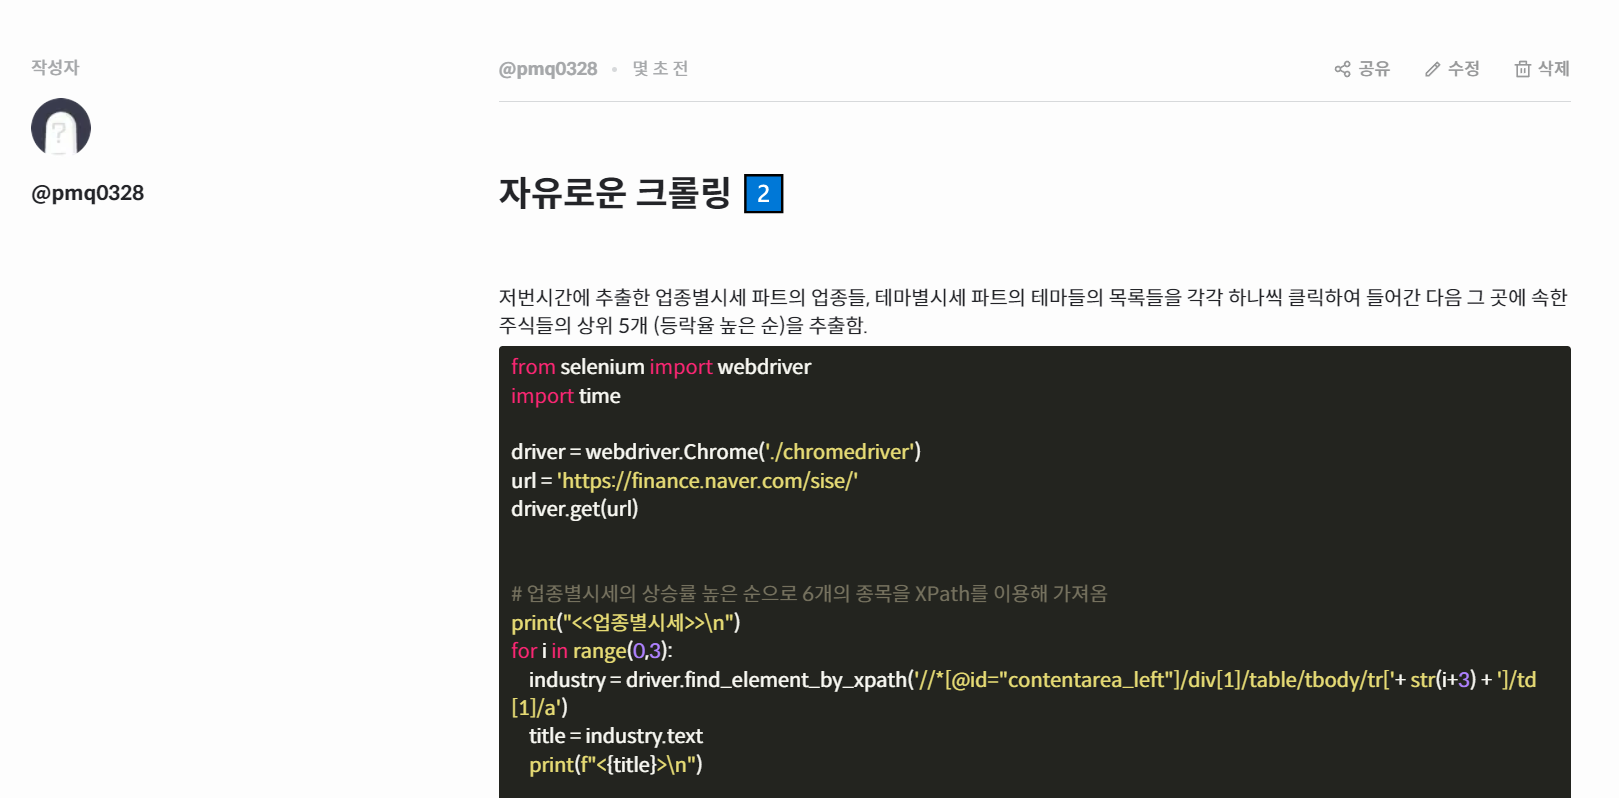 작성자
@pmq0328
@pmq0328 • 몇 초 전
공유 수정 삭제
자유로운 크롤링 2
저번시간에 추출한 업종별시세 파트의 업종들, 테마별시세 파트의 테마들의 목록들을 각각 하나씩 클릭하여 들어간 다음 그 곳에 속한
주식들의 상위 5개 (등락율 높은 순)을 추출함.
from selenium import webdriver
import time
driver = webdriver.Chrome('./chromedriver')
url = 'https://finance.naver.com/sise/'
driver.get(url)
# 업종별시세의 상승률 높은 순으로 6개의 종목을 XPath를 이용해 가져옴
print("<<업종별시세>>\n")
for i in range(0,3):
    industry = driver.find_element_by_xpath('//*[@id="contentarea_left"]/div[1]/table/tbody/tr['+ str(i+3) + ']/td
[1]/a')
    title = industry.text
    print(f"<{title}>\n")